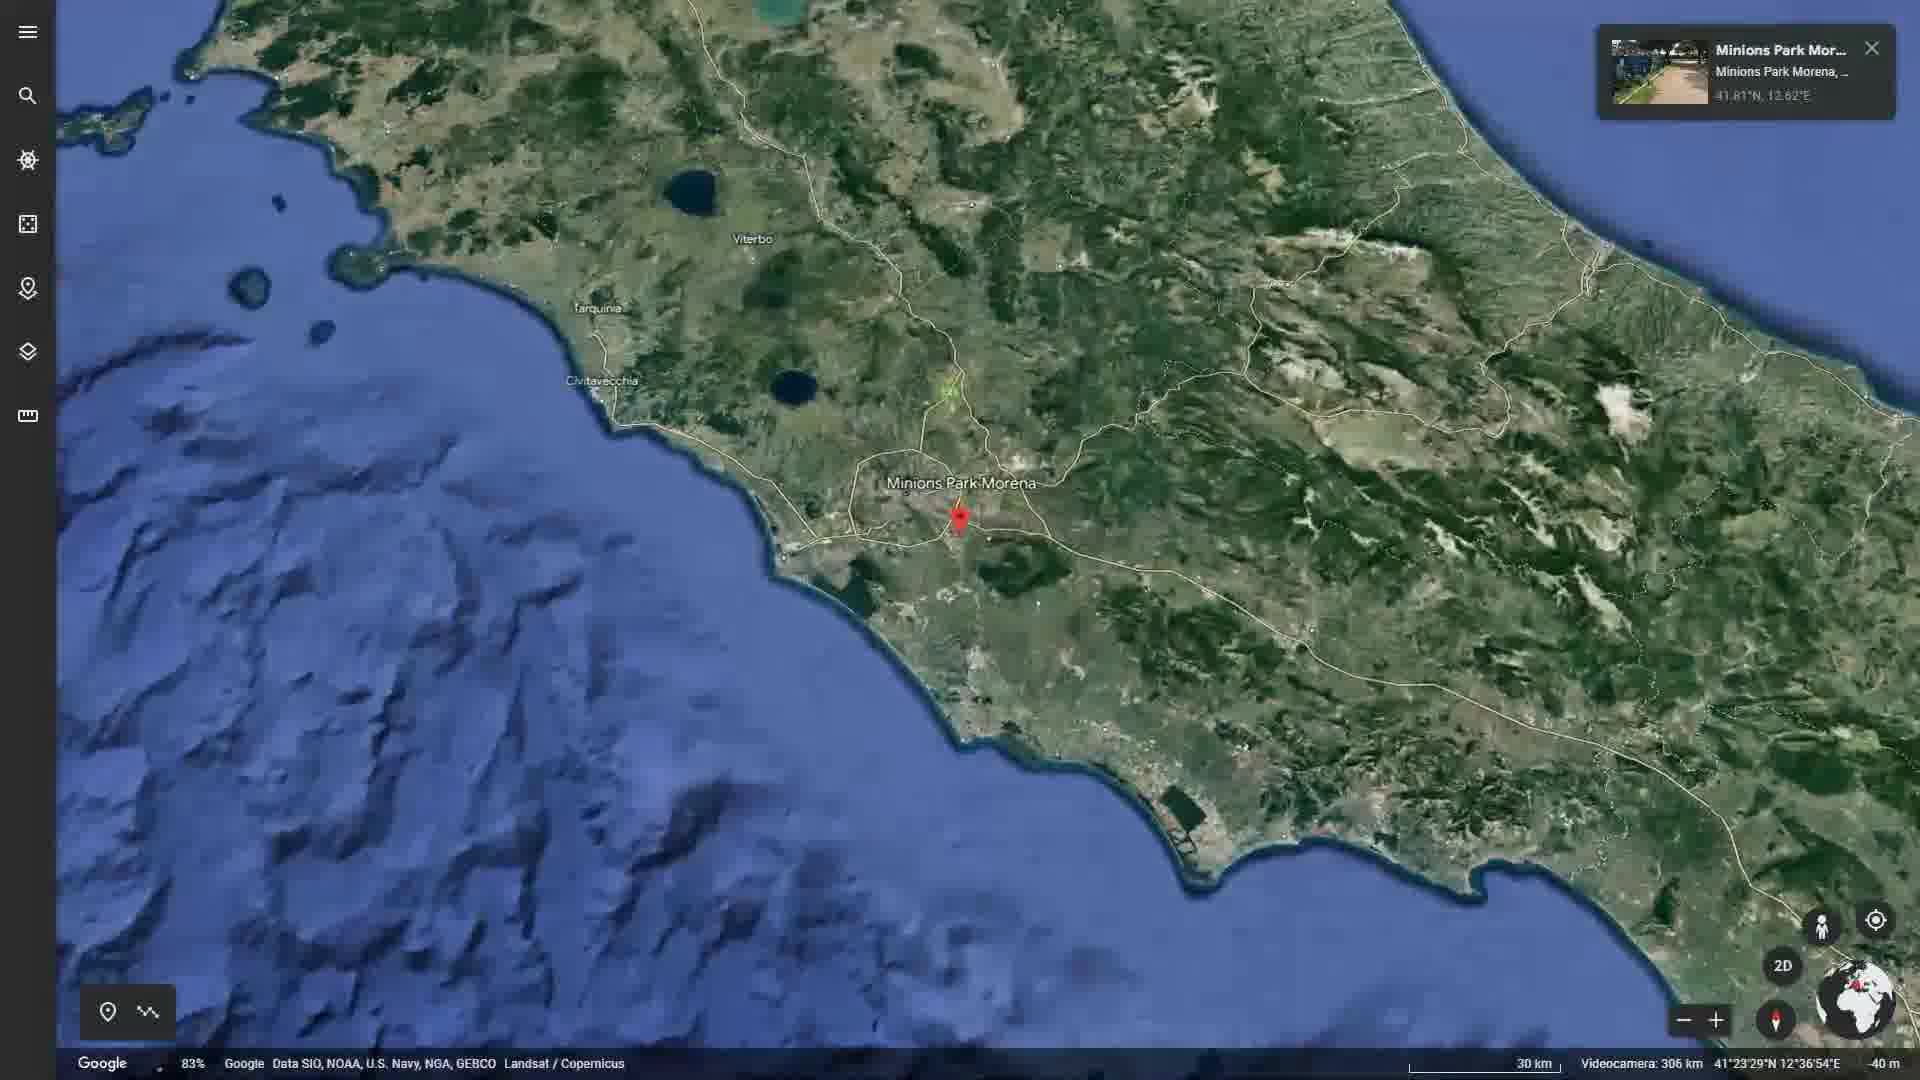 Minions Park Mor...
Minions Park Morena, ...
41.81°N, 12.62°E
Viterbo
Tarquinia
Civitavecchia
Minions Park Morena
2D
Google
83%
Google Data SIO, NOAA, U.S. Navy, NGA, GEBCO Landsat / Copernicus
30 km
Videocamera: 306 km
41°23'29"N 12°36'54"E
-40 m